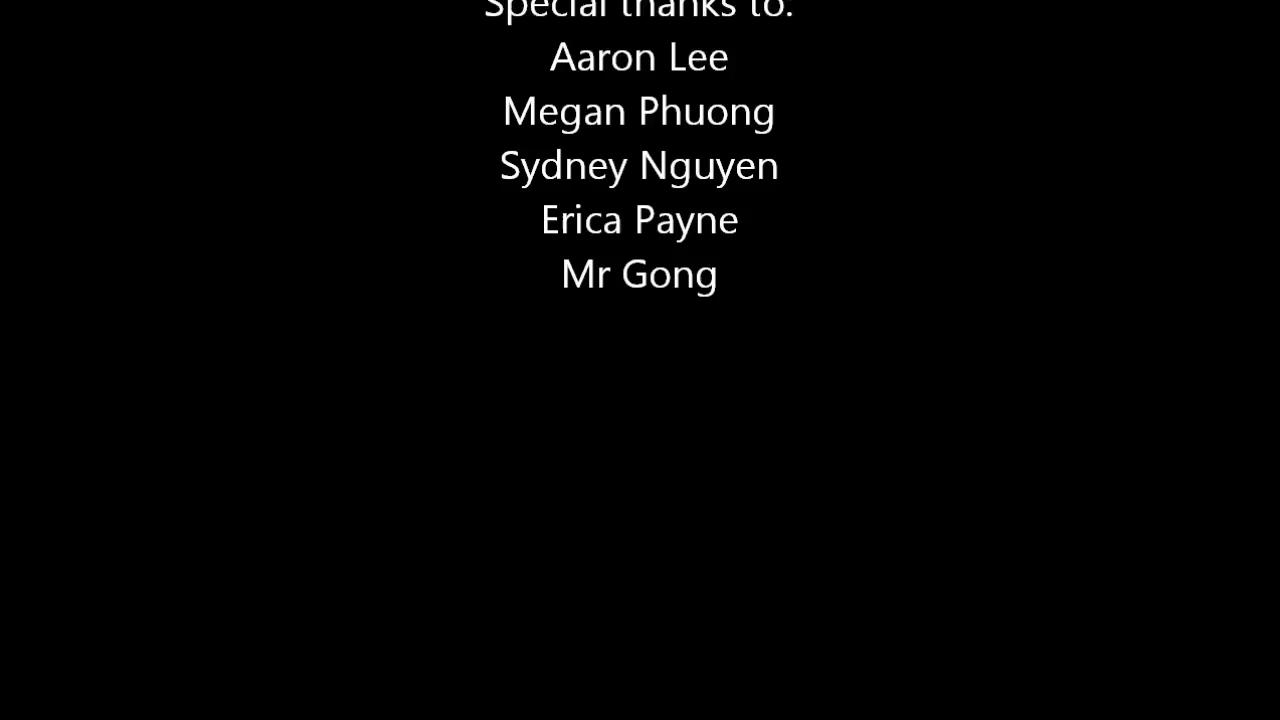 Special thanks to:
Aaron Lee
Megan Phuong
Sydney Nguyen
Erica Payne
Mr Gong